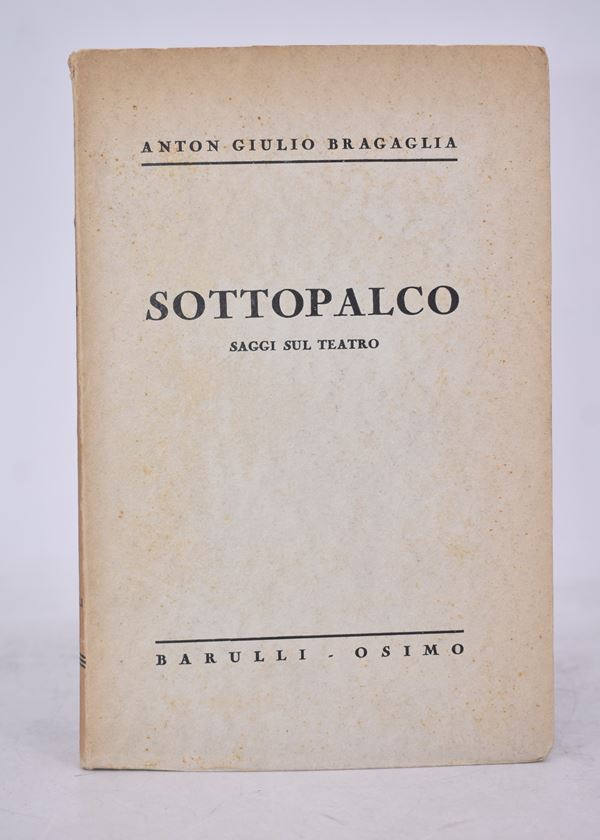 ANTON GIULIO BRAGAGLIA
SOTTOPALCO
SAGGI SUL TEATRO
BARULLI - OSIMO